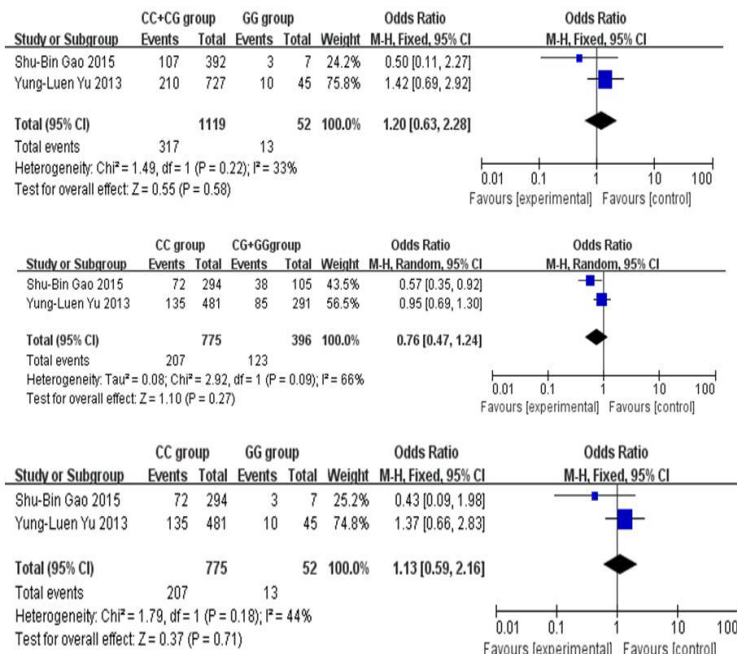 CC+CG group GG group Odds Ratio Odds Ratio
Study or Subgroup Events Total Events Total Weight M-H, Fixed, 95% CI M-H, Fixed, 95% CI
Shu-Bin Gao 2015 107 392 3 7 24.2% 0.50 [0.11, 2.27]
Yung-Luen Yu 2013 210 727 10 45 75.8% 1.42 [0.69, 2.92]
Total (95% CI) 1119 52 100.0% 1.20 [0.63, 2.28]
Total events 317 13
Heterogeneity: Chi² = 1.49, df = 1 (P = 0.22); I² = 33%
Test for overall effect: Z = 0.55 (P = 0.58)
0.01 0.1 1 10 100
Favours [experimental] Favours [control]
CC group CG+GGgroup Odds Ratio Odds Ratio
Study or Subgroup Events Total Events Total Weight M-H, Random, 95% CI M-H, Random, 95% CI
Shu-Bin Gao 2015 72 294 38 105 43.5% 0.57 [0.35, 0.92]
Yung-Luen Yu 2013 135 481 85 291 56.5% 0.95 [0.69, 1.30]
Total (95% CI) 775 396 100.0% 0.76 [0.47, 1.24]
Total events 207 123
Heterogeneity: Tau² = 0.08; Chi² = 2.92, df = 1 (P = 0.09); I² = 66%
Test for overall effect: Z = 1.10 (P = 0.27)
0.01 0.1 1 10 100
Favours [experimental] Favours [control]
CC group GG group Odds Ratio Odds Ratio
Study or Subgroup Events Total Events Total Weight M-H, Fixed, 95% CI M-H, Fixed, 95% CI
Shu-Bin Gao 2015 72 294 3 7 25.2% 0.43 [0.09, 1.98]
Yung-Luen Yu 2013 135 481 10 45 74.8% 1.37 [0.66, 2.83]
Total (95% CI) 775 52 100.0% 1.13 [0.59, 2.16]
Total events 207 13
Heterogeneity: Chi² = 1.79, df = 1 (P = 0.18); I² = 44%
Test for overall effect: Z = 0.37 (P = 0.71)
0.01 0.1 1 10 100
Favours [experimental] Favours [control]